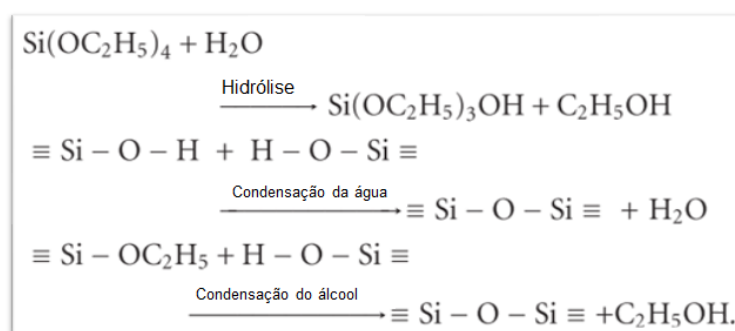 Si(OC₂H₅)₄ + H₂O
Hidrólise
Si(OC₂H₅)₃OH + C₂H₅OH
≡ Si – O – H + H – O – Si ≡
Condensação da água
≡ Si – O – Si ≡ + H₂O
≡ Si – OC₂H₅ + H – O – Si ≡
Condensação do álcool
≡ Si – O – Si ≡ +C₂H₅OH.